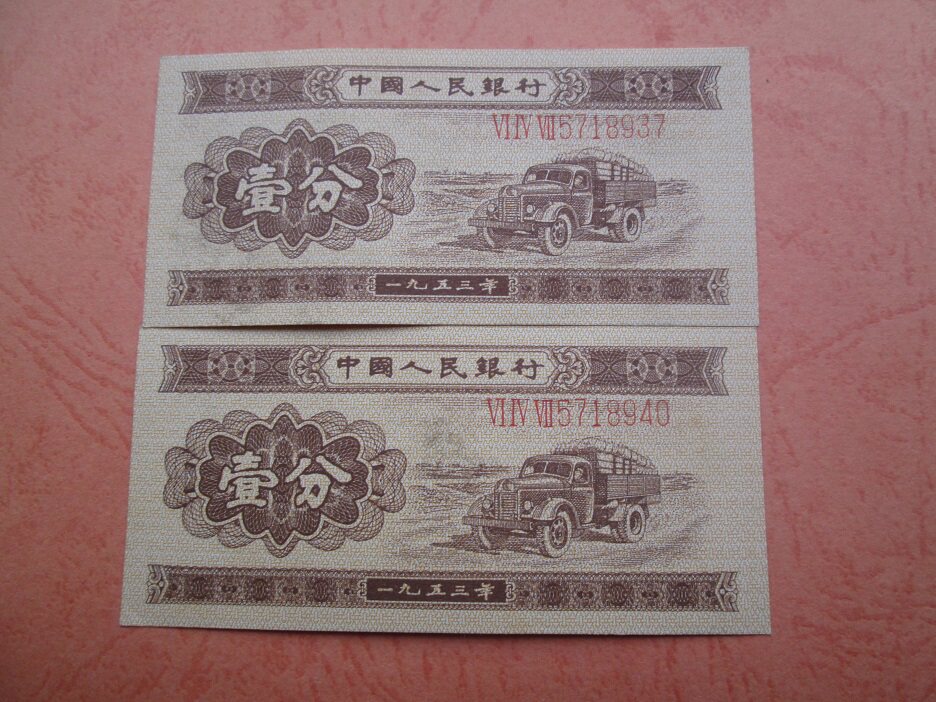 中國人民銀行
VI IV VII 5718937
壹分
一九五三年
中國人民銀行
VI IV VII 5718940
壹分
一九五三年